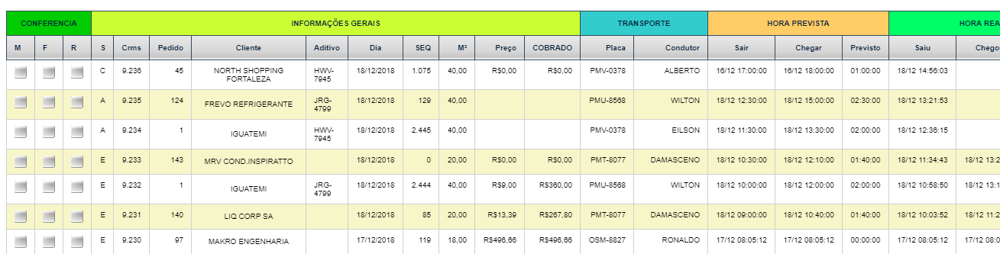 CONFERENCIA INFORMAÇÕES GERAIS TRANSPORTE HORA PREVISTA HORA REA
M F R S Crms Pedido Cliente Aditivo Dia SEQ M³ Preço COBRADO Placa Condutor Sair Chegar Previsto Saiu Chego
C 9.236 45 NORTH SHOPPING FORTALEZA HWV-7945 18/12/2018 1.075 40,00 R$0,00 R$0,00 PMV-0378 ALBERTO 16/12 17:00:00 16/12 18:00:00 01:00:00 18/12 14:56:03
A 9.235 124 FREVO REFRIGERANTE JRG-4799 18/12/2018 129 40,00 PMU-8568 WILTON 18/12 12:30:00 18/12 15:00:00 02:30:00 18/12 13:21:53
A 9.234 1 IGUATEMI HWV-7945 18/12/2018 2.445 40,00 PMV-0378 EILSON 18/12 11:30:00 18/12 13:30:00 02:00:00 18/12 12:36:15
E 9.233 143 MRV COND.INSPIRATTO 18/12/2018 0 20,00 R$0,00 R$0,00 PMT-8077 DAMASCENO 18/12 10:30:00 18/12 12:10:00 01:40:00 18/12 11:34:43 18/12 13:2
E 9.232 1 IGUATEMI JRG-4799 18/12/2018 2.444 40,00 R$9,00 R$360,00 PMU-8568 WILTON 18/12 10:00:00 18/12 12:00:00 02:00:00 18/12 10:58:50 18/12 13:1
E 9.231 140 LIQ CORP SA 18/12/2018 85 20,00 R$13,39 R$267,80 PMT-8077 DAMASCENO 18/12 09:00:00 18/12 10:40:00 01:40:00 18/12 10:03:52 18/12 11:2
E 9.230 97 MAKRO ENGENHARIA 17/12/2018 119 18,00 R$496,66 R$496,66 OSM-8827 RONALDO 17/12 08:05:12 17/12 08:05:12 00:00:00 17/12 08:05:12 17/12 08:0